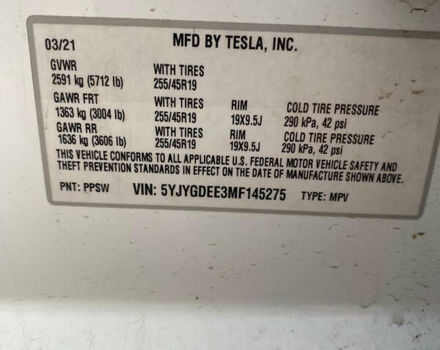 03/21 MFD BY TESLA, INC.
GVWR
2591 kg (5712 lb) WITH TIRES 255/45R19
GAWR FRT
1363 kg (3004 lb) WITH TIRES 255/45R19 RIM 19X9.5J COLD TIRE PRESSURE 290 kPa, 42 psi
GAWR RR
1636 kg (3606 lb) WITH TIRES 255/45R19 RIM 19X9.5J COLD TIRE PRESSURE 290 kPa, 42 psi
THIS VEHICLE CONFORMS TO ALL APPLICABLE U.S. FEDERAL MOTOR VEHICLE SAFETY AND
THEFT PREVENTION STANDARDS IN EFFECT ON THE DATE OF MANUFACTURE SHOWN ABOVE.
PNT: PPSW VIN: 5YJYGDEE3MF145275 TYPE: MPV